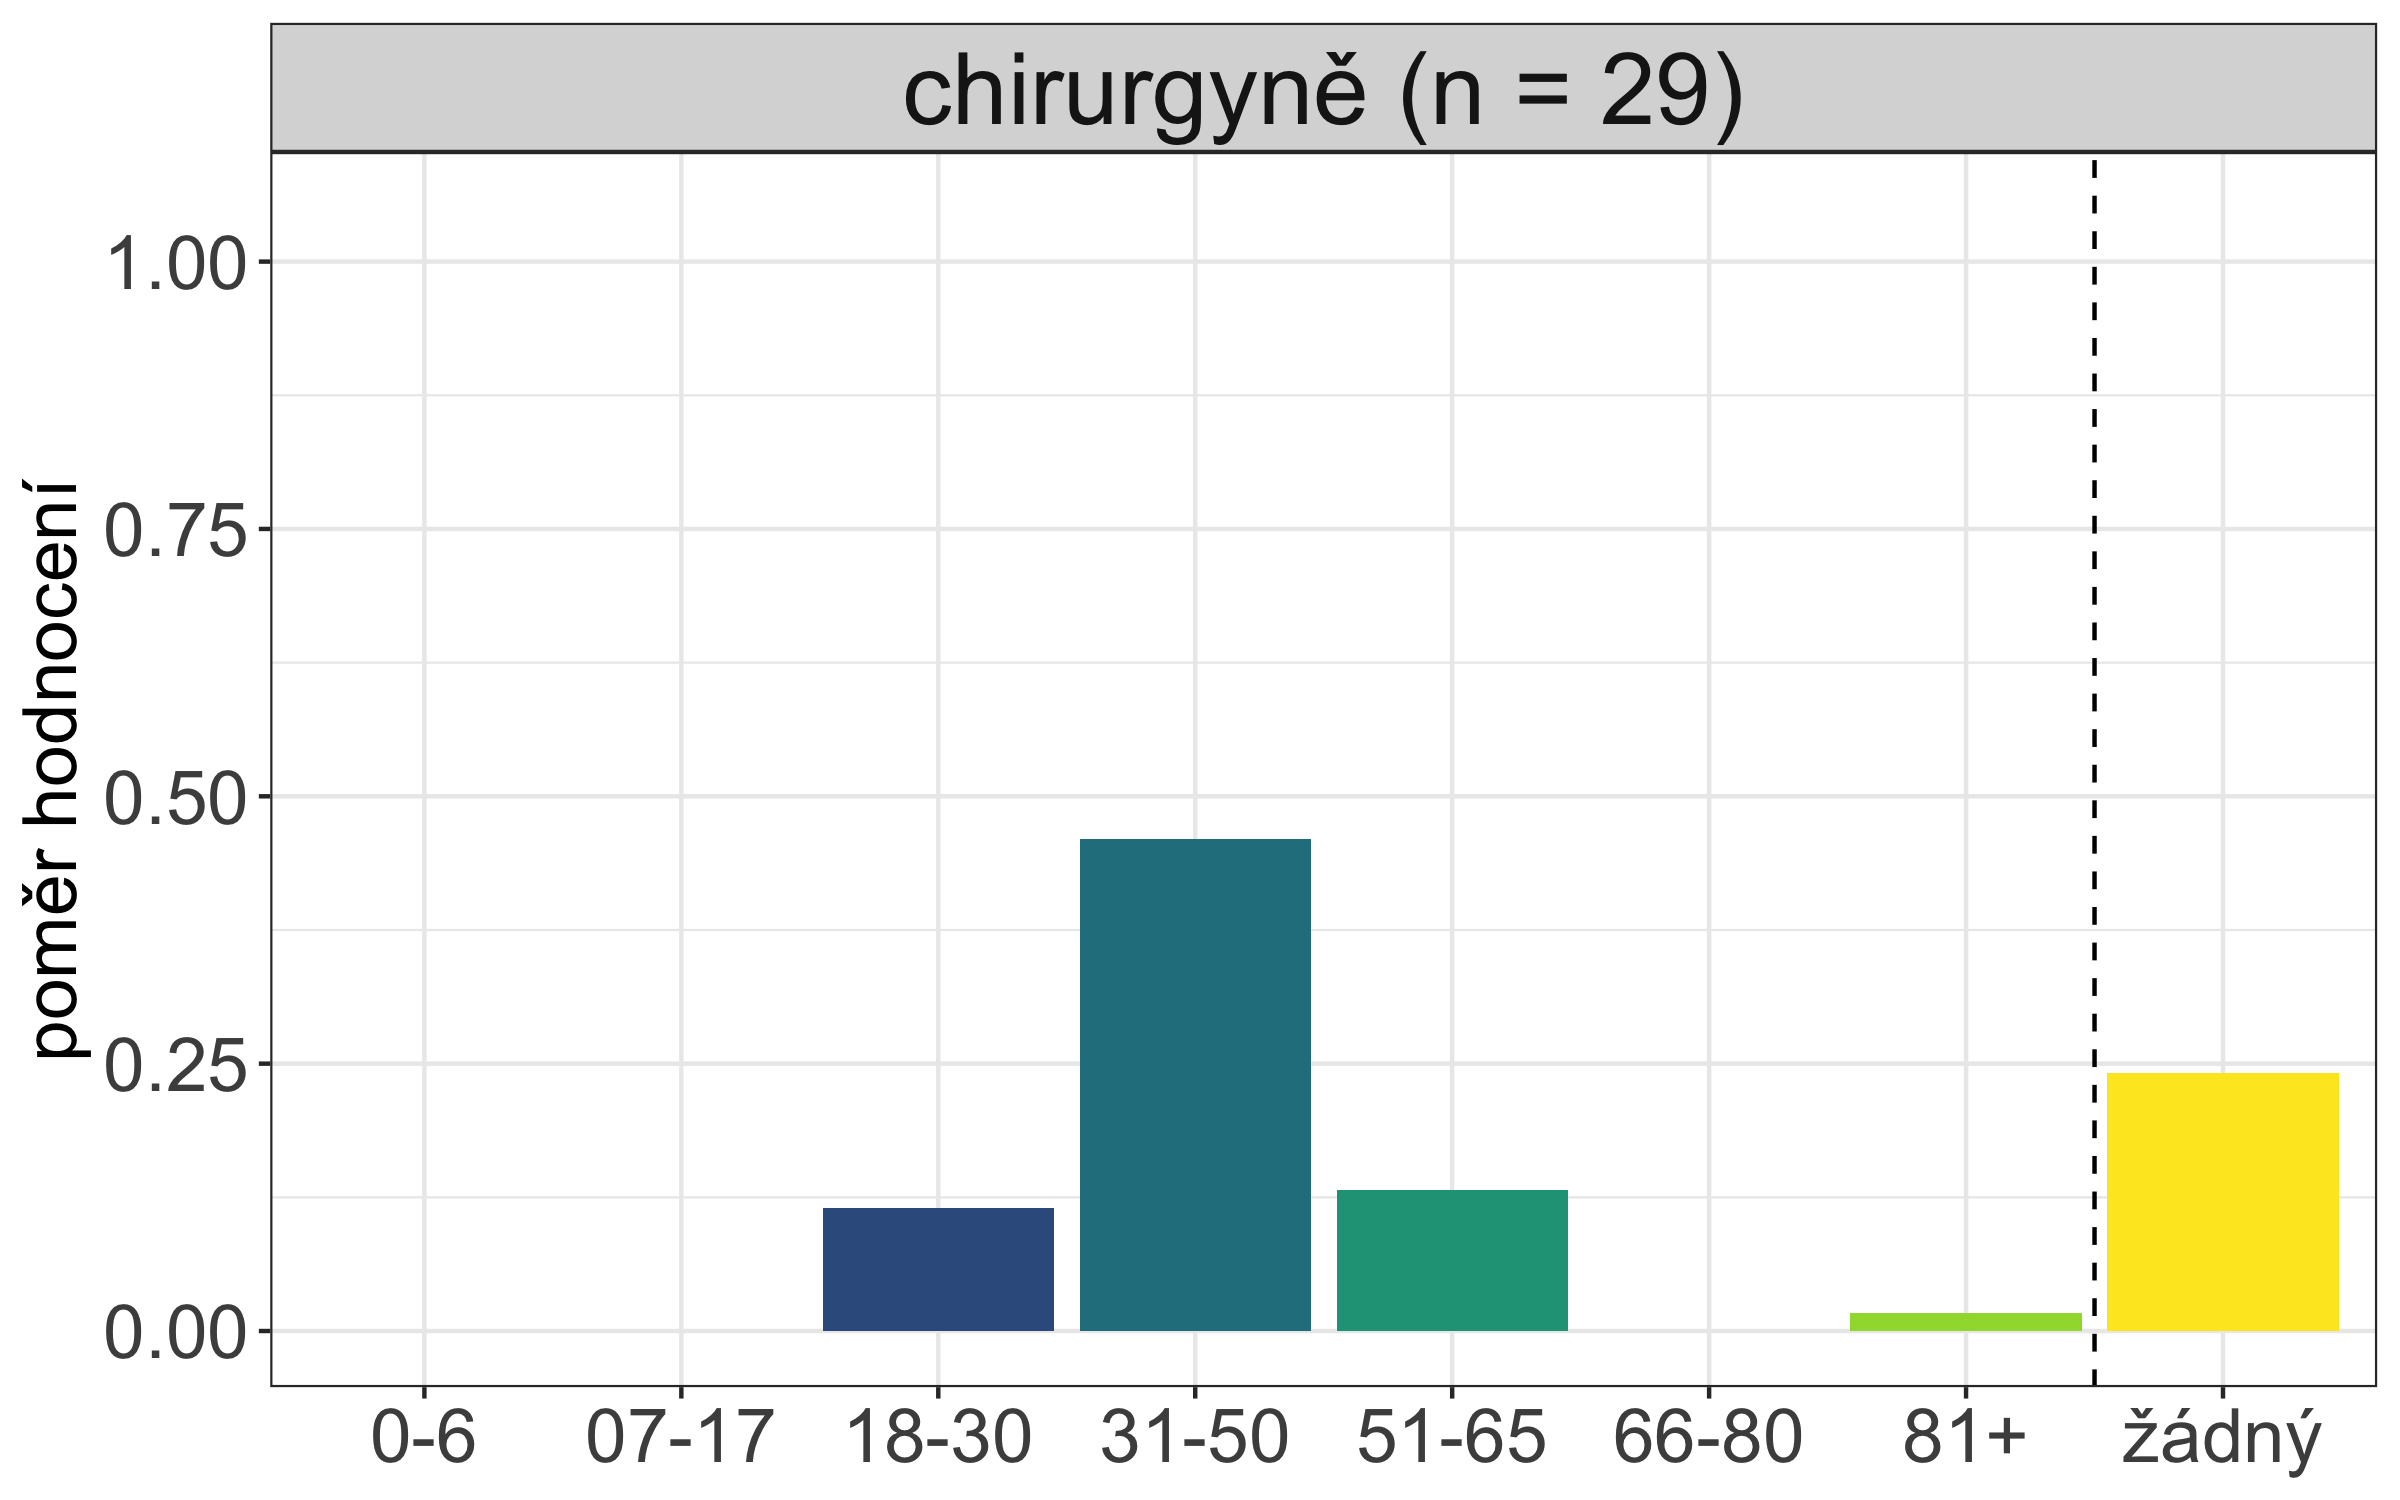 chirurgyně (n = 29)
poměr hodnocení
1.00
0.75
0.50
0.25
0.00
0-6 07-17 18-30 31-50 51-65 66-80 81+ žádný